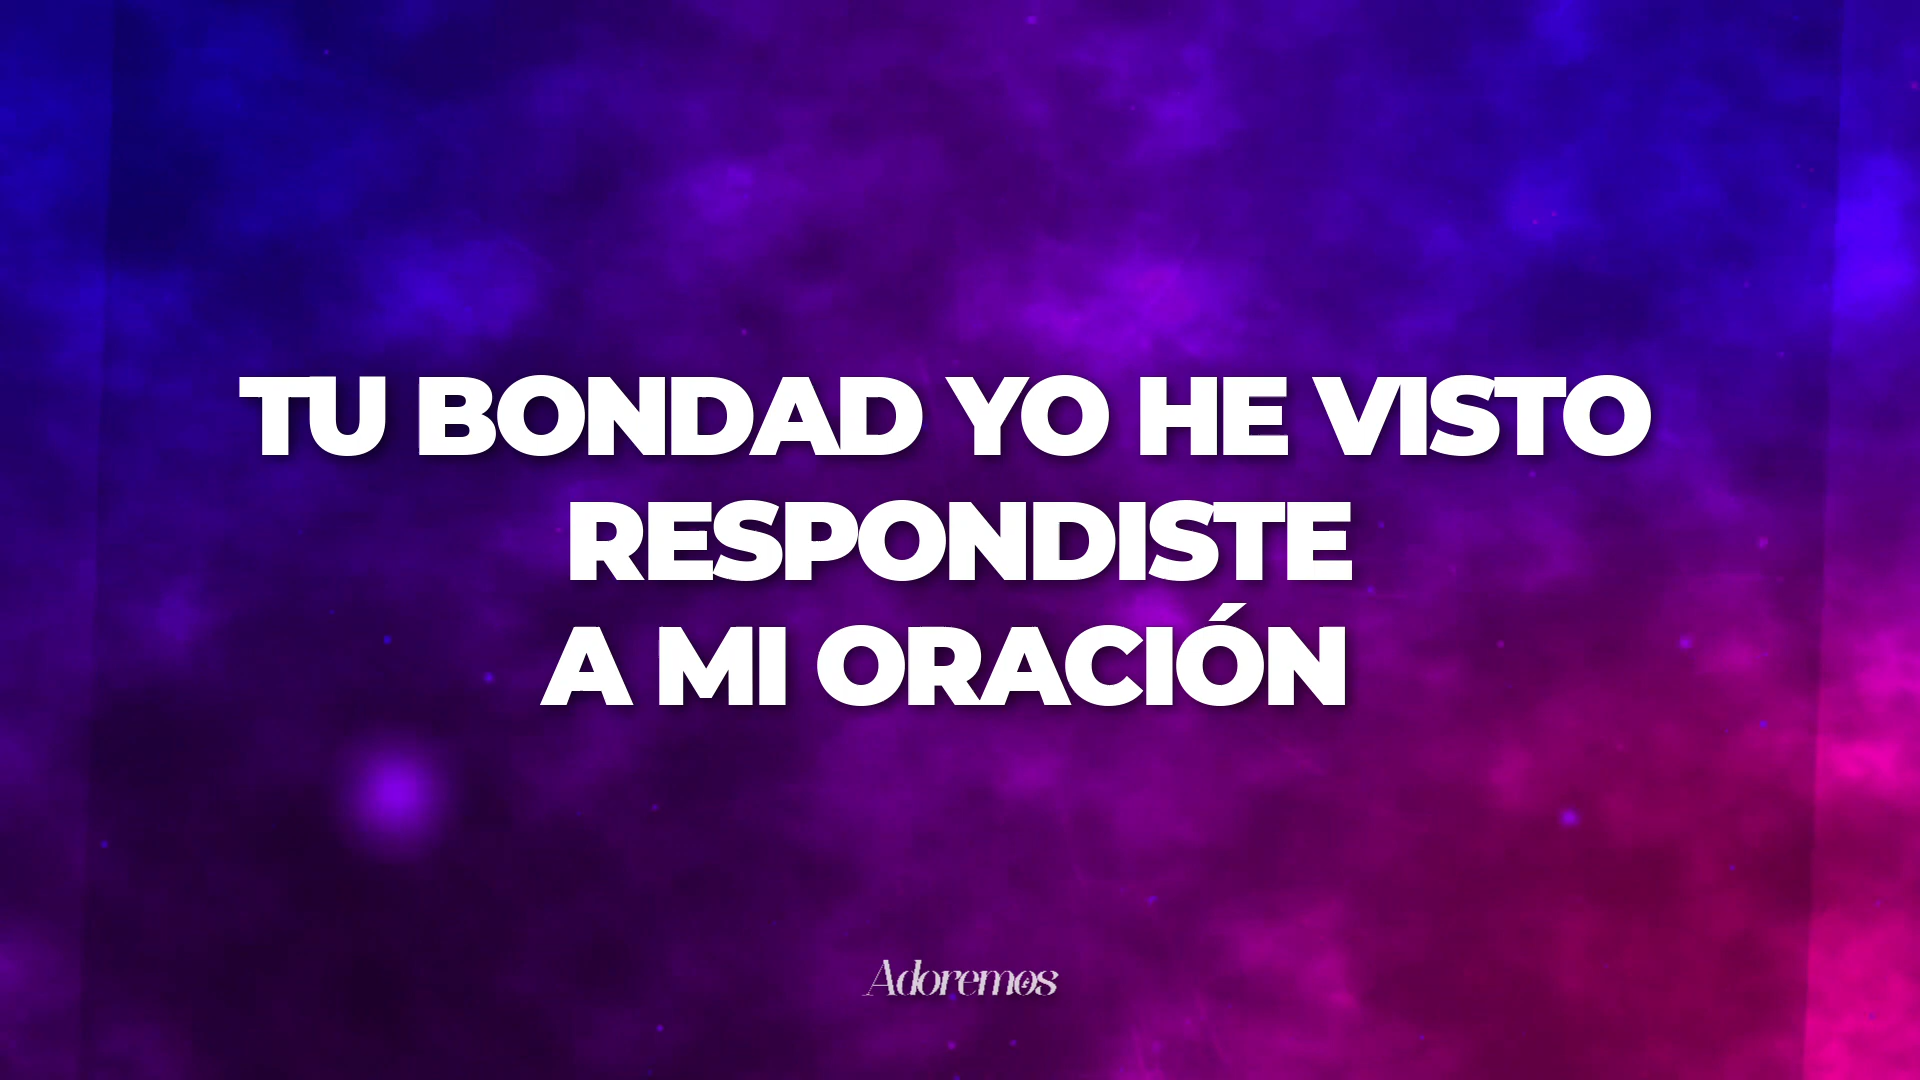 TU BONDAD YO HE VISTO
RESPONDISTE
A MI ORACIÓN
Adoremos